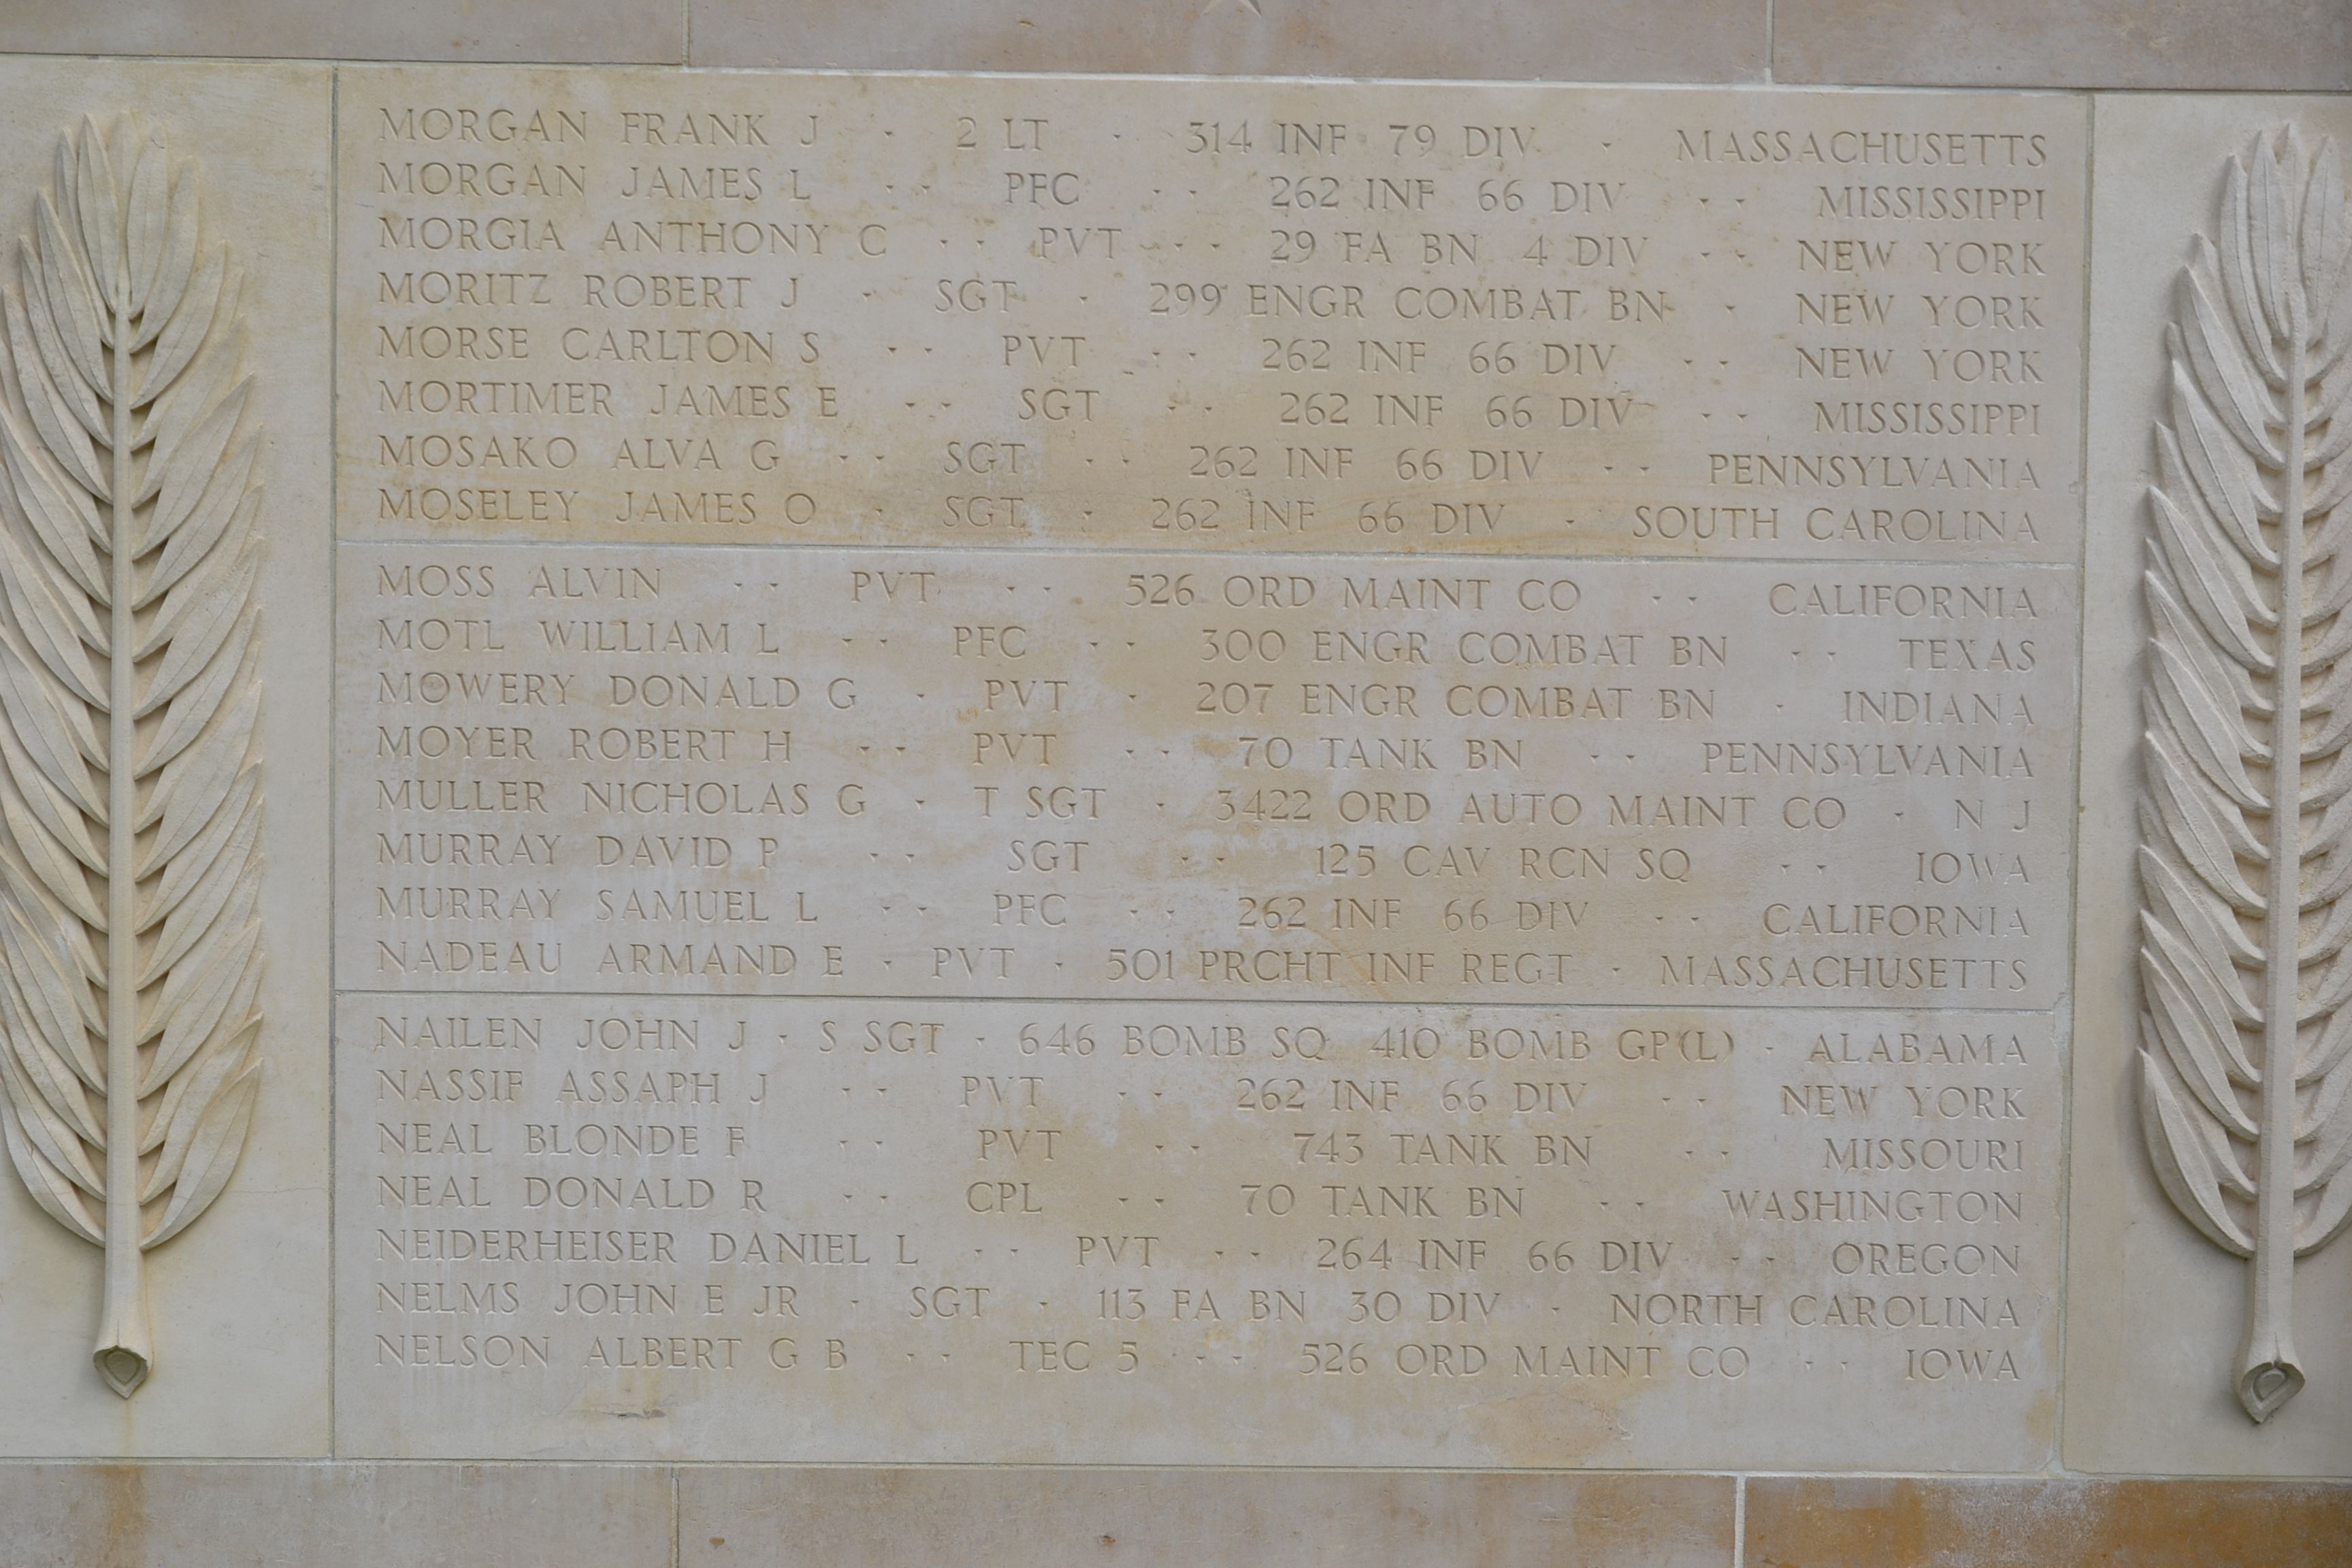 MORGAN FRANK J · 2 LT · 314 INF 79 DIV · MASSACHUSETTS
MORGAN JAMES L · · PFC · · 262 INF 66 DIV · · MISSISSIPPI
MORGIA ANTHONY C · · PVT · · 29 FA BN 4 DIV · · NEW YORK
MORITZ ROBERT J · SGT · 299 ENGR COMBAT BN · NEW YORK
MORSE CARLTON S · · PVT · · 262 INF 66 DIV · · NEW YORK
MORTIMER JAMES E · · SGT · · 262 INF 66 DIV · · MISSISSIPPI
MOSAKO ALVA G · · SGT · · 262 INF 66 DIV · · PENNSYLVANIA
MOSELEY JAMES O · SGT · 262 INF 66 DIV · SOUTH CAROLINA
MOSS ALVIN · · PVT · · 526 ORD MAINT CO · · CALIFORNIA
MOTL WILLIAM L · · PFC · · 300 ENGR COMBAT BN · · TEXAS
MOWERY DONALD G · PVT · 207 ENGR COMBAT BN · INDIANA
MOYER ROBERT H · · PVT · · 70 TANK BN · · PENNSYLVANIA
MULLER NICHOLAS G · T SGT · 3422 ORD AUTO MAINT CO · N J
MURRAY DAVID P · · SGT · · 125 CAV RCN SQ · · IOWA
MURRAY SAMUEL L · · PFC · · 262 INF 66 DIV · · CALIFORNIA
NADEAU ARMAND E · PVT · 501 PRCHT INF REGT · MASSACHUSETTS
NAILEN JOHN J · S SGT · 646 BOMB SQ 410 BOMB GP(L) · ALABAMA
NASSIF ASSAPH J · · PVT · · 262 INF 66 DIV · · NEW YORK
NEAL BLONDE F · · PVT · · 743 TANK BN · · MISSOURI
NEAL DONALD R · · CPL · · 70 TANK BN · · WASHINGTON
NEIDERHEISER DANIEL L · · PVT · · 264 INF 66 DIV · · OREGON
NELMS JOHN E JR · SGT · 113 FA BN 30 DIV · NORTH CAROLINA
NELSON ALBERT G B · · TEC 5 · · 526 ORD MAINT CO · · IOWA